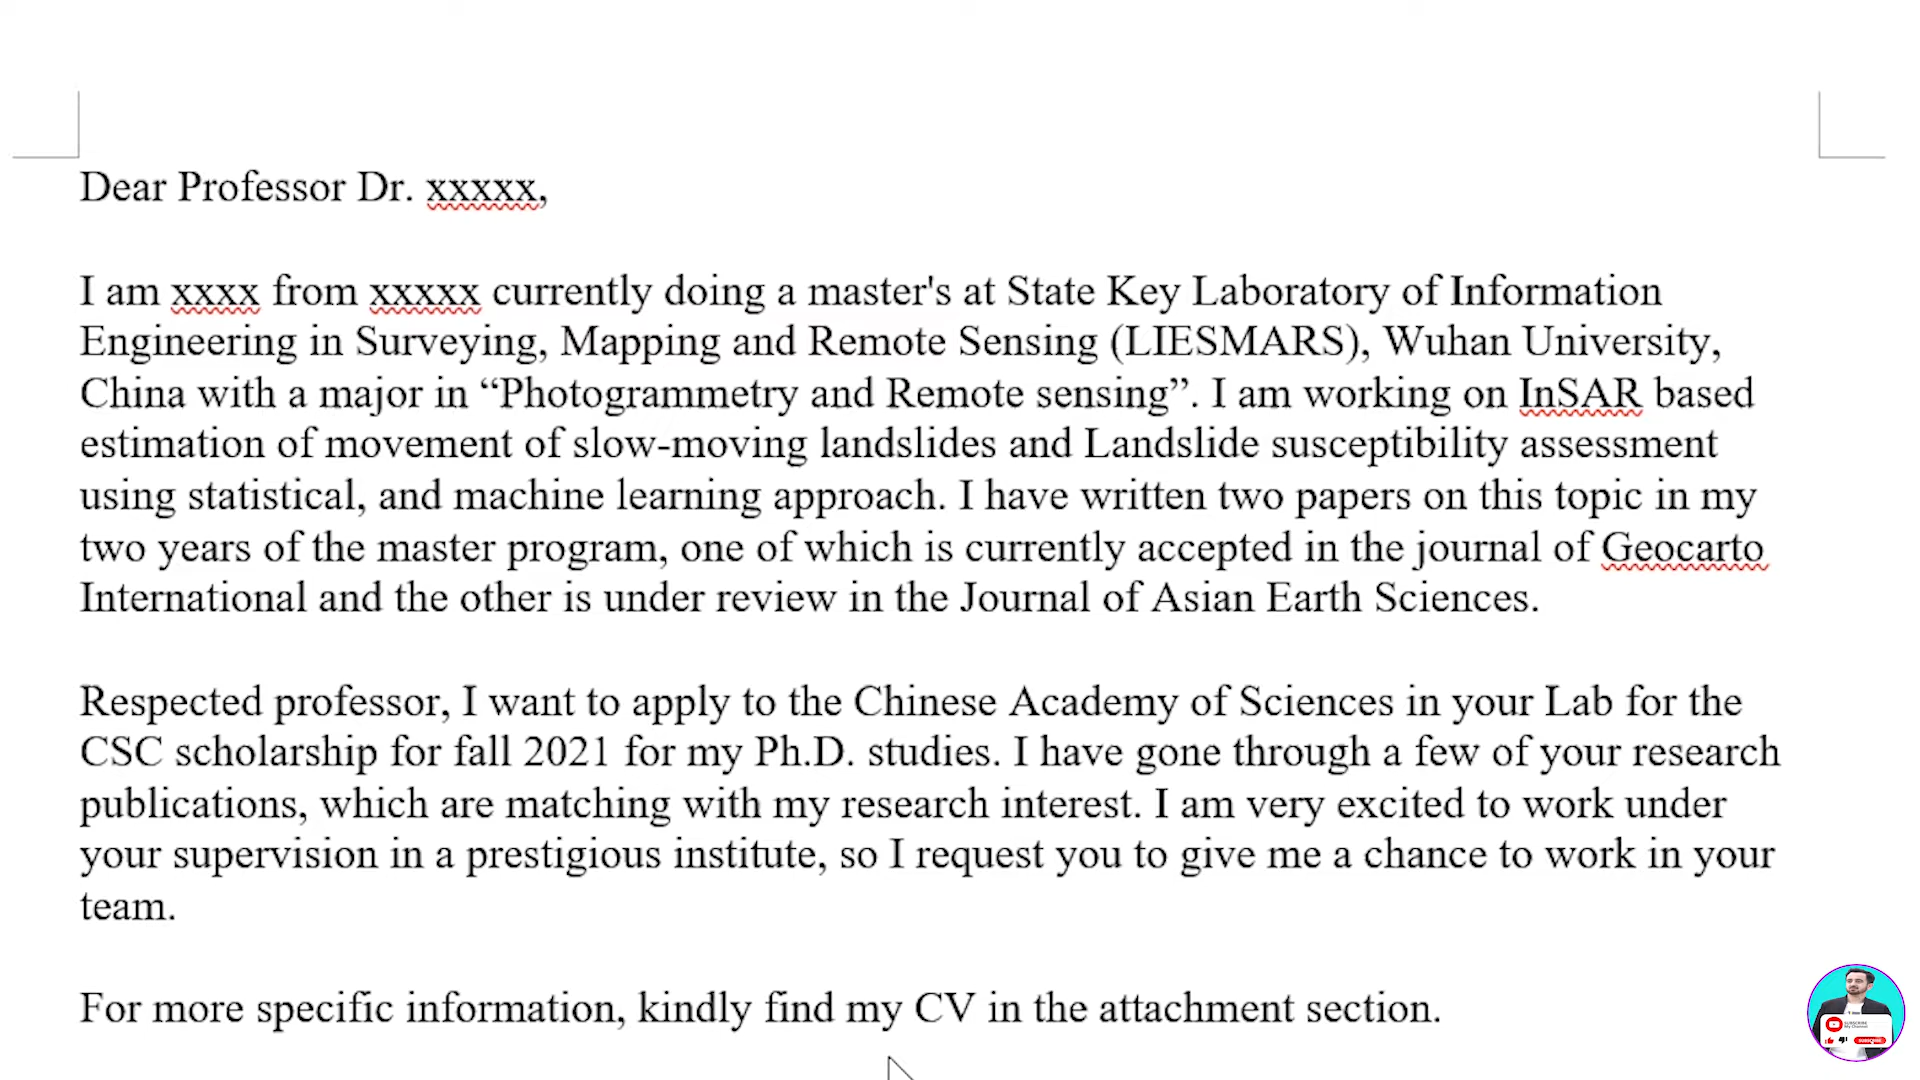 Dear Professor Dr. xxxxx,
I am xxxx from xxxxx currently doing a master's at State Key Laboratory of Information
Engineering in Surveying, Mapping and Remote Sensing (LIESMARS), Wuhan University,
China with a major in “Photogrammetry and Remote sensing”. I am working on InSAR based
estimation of movement of slow-moving landslides and Landslide susceptibility assessment
using statistical, and machine learning approach. I have written two papers on this topic in my
two years of the master program, one of which is currently accepted in the journal of Geocarto
International and the other is under review in the Journal of Asian Earth Sciences.
Respected professor, I want to apply to the Chinese Academy of Sciences in your Lab for the
CSC scholarship for fall 2021 for my Ph.D. studies. I have gone through a few of your research
publications, which are matching with my research interest. I am very excited to work under
your supervision in a prestigious institute, so I request you to give me a chance to work in your
team.
For more specific information, kindly find my CV in the attachment section.
SUBSCRIBE
My Channel
SUBSCRIBE